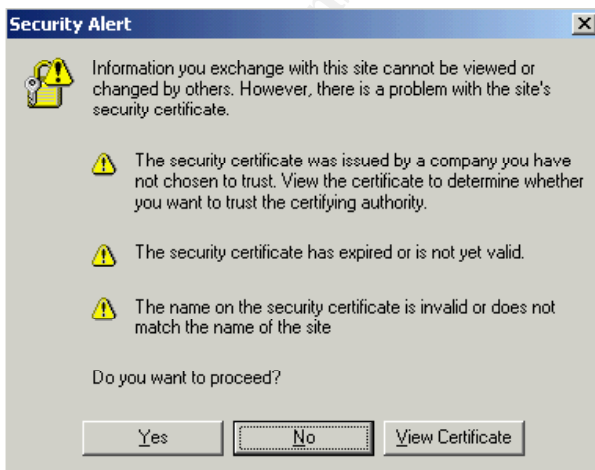 Security Alert
Information you exchange with this site cannot be viewed or
changed by others. However, there is a problem with the site's
security certificate.
The security certificate was issued by a company you have
not chosen to trust. View the certificate to determine whether
you want to trust the certifying authority.
The security certificate has expired or is not yet valid.
The name on the security certificate is invalid or does not
match the name of the site
Do you want to proceed?
Yes No View Certificate